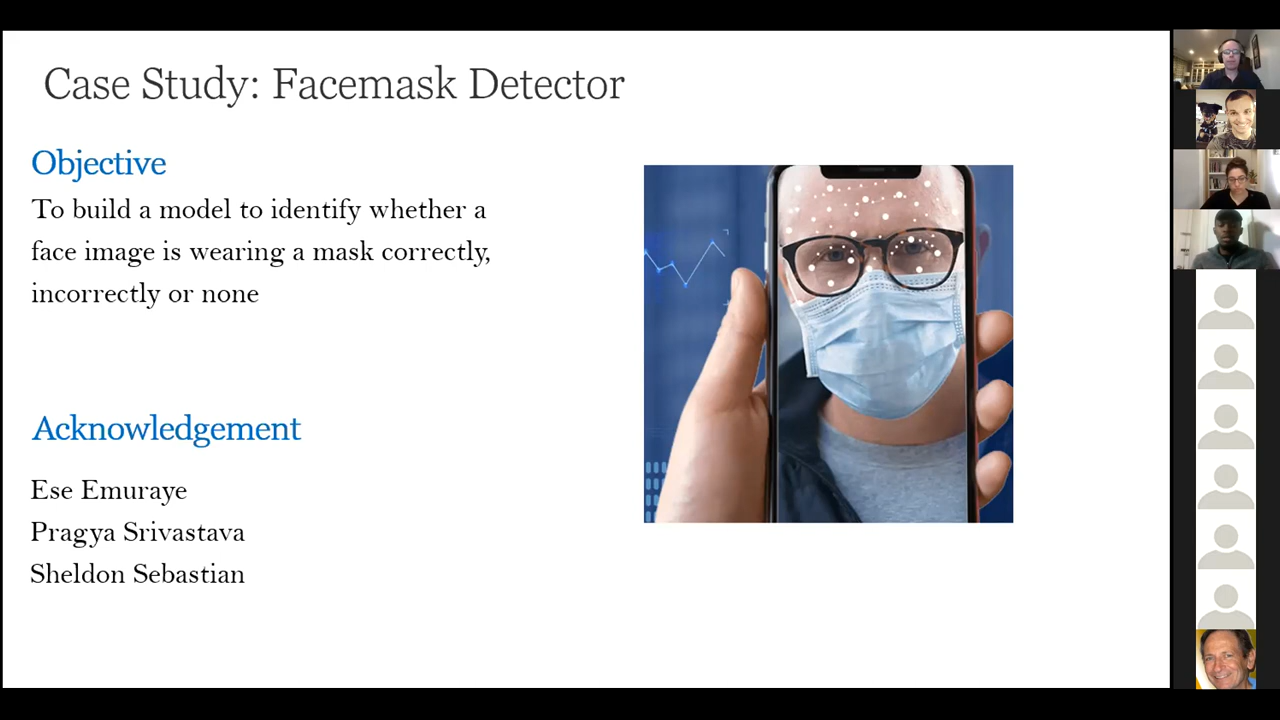 Case Study: Facemask Detector
Objective
To build a model to identify whether a
face image is wearing a mask correctly,
incorrectly or none
Acknowledgement
Ese Emuraye
Pragya Srivastava
Sheldon Sebastian